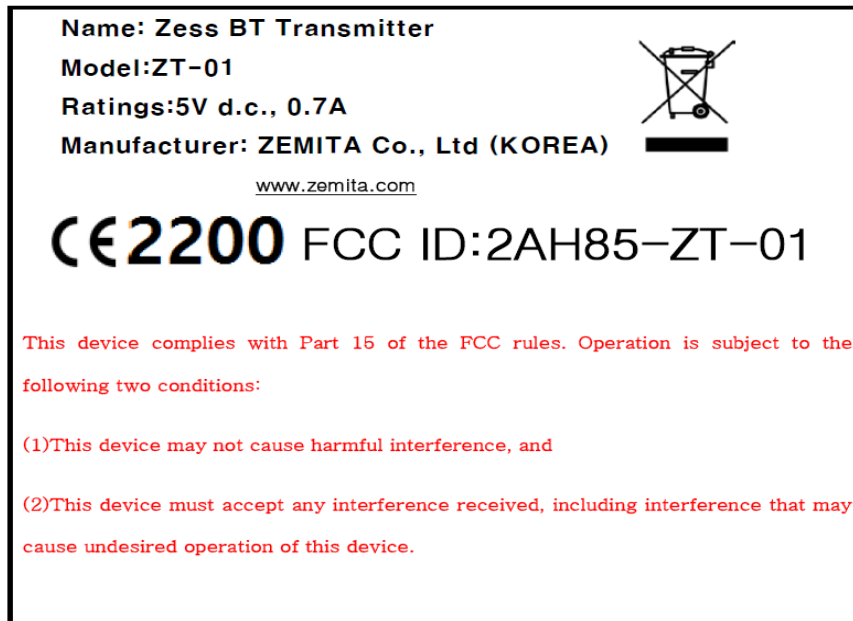 Name: Zess BT Transmitter
Model:ZT-01
Ratings:5V d.c., 0.7A
Manufacturer: ZEMITA Co., Ltd (KOREA)
www.zemita.com
CE2200 FCC ID:2AH85-ZT-01
This device complies with Part 15 of the FCC rules. Operation is subject to the
following two conditions:
(1)This device may not cause harmful interference, and
(2)This device must accept any interference received, including interference that may
cause undesired operation of this device.